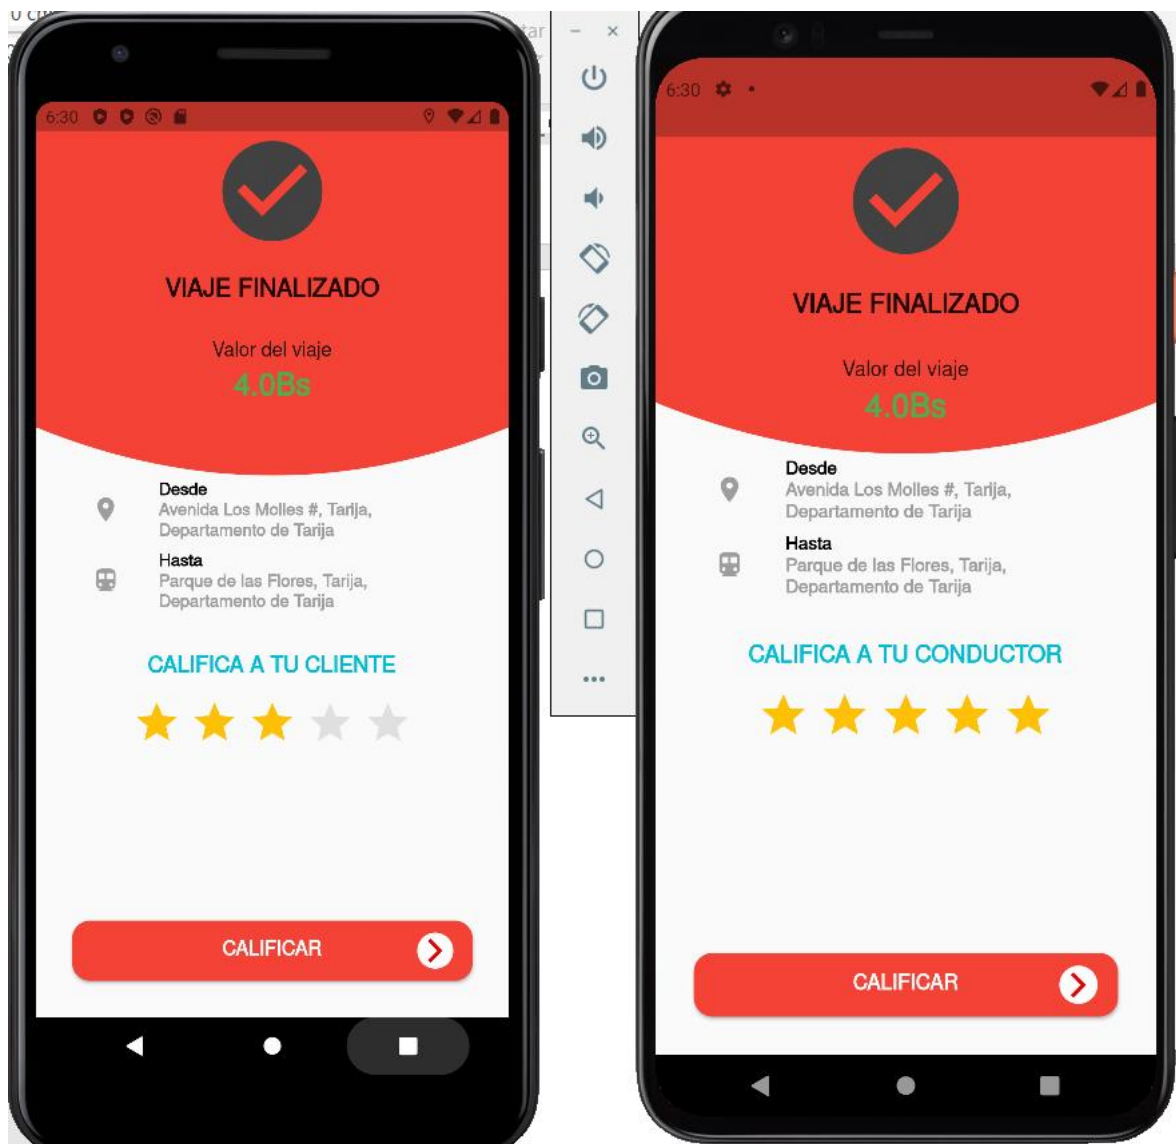 6:30
VIAJE FINALIZADO
Valor del viaje
4.0Bs
Desde
Avenida Los Molles #, Tarija,
Departamento de Tarija
Hasta
Parque de las Flores, Tarija,
Departamento de Tarija
CALIFICA A TU CLIENTE
CALIFICAR
6:30
VIAJE FINALIZADO
Valor del viaje
4.0Bs
Desde
Avenida Los Molles #, Tarija,
Departamento de Tarija
Hasta
Parque de las Flores, Tarija,
Departamento de Tarija
CALIFICA A TU CONDUCTOR
CALIFICAR